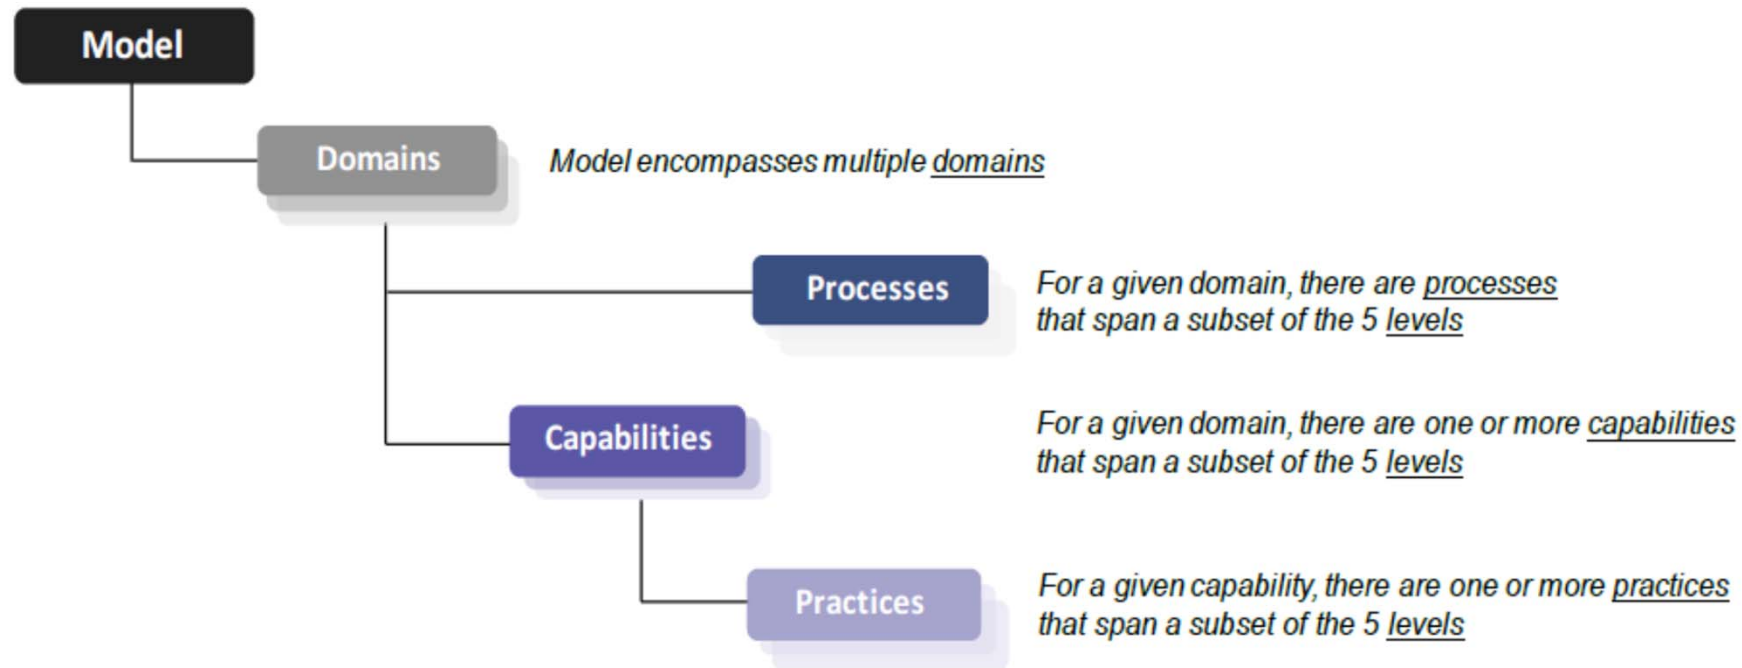 Model
Domains
Model encompasses multiple domains
Processes
For a given domain, there are processes
that span a subset of the 5 levels
Capabilities
For a given domain, there are one or more capabilities
that span a subset of the 5 levels
Practices
For a given capability, there are one or more practices
that span a subset of the 5 levels